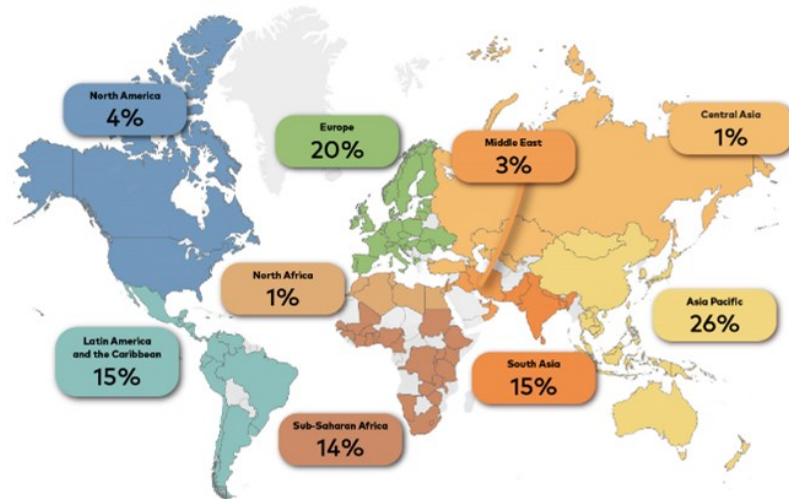 North America
4%
Europe
20%
Middle East
3%
Central Asia
1%
North Africa
1%
Asia Pacific
26%
Latin America
and the Caribbean
15%
South Asia
15%
Sub-Saharan Africa
14%